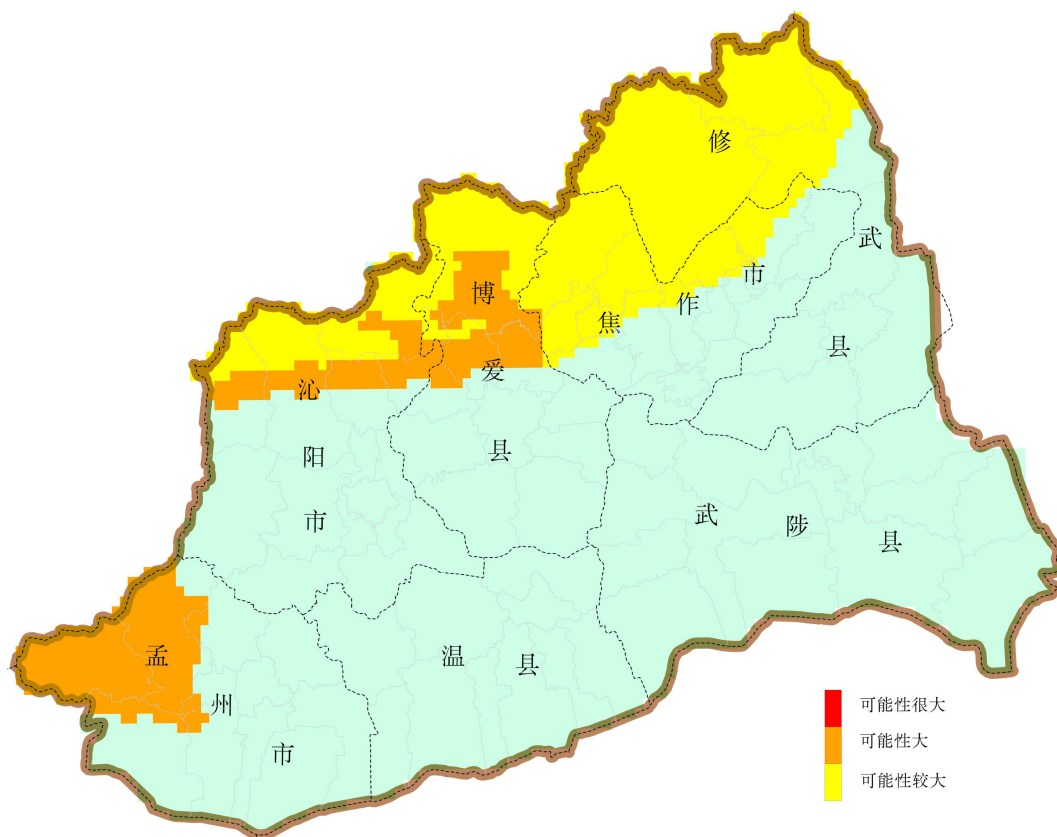 修武县
焦作市
博爱县
沁阳市
武陟县
孟州市
温县
可能性很大
可能性大
可能性较大